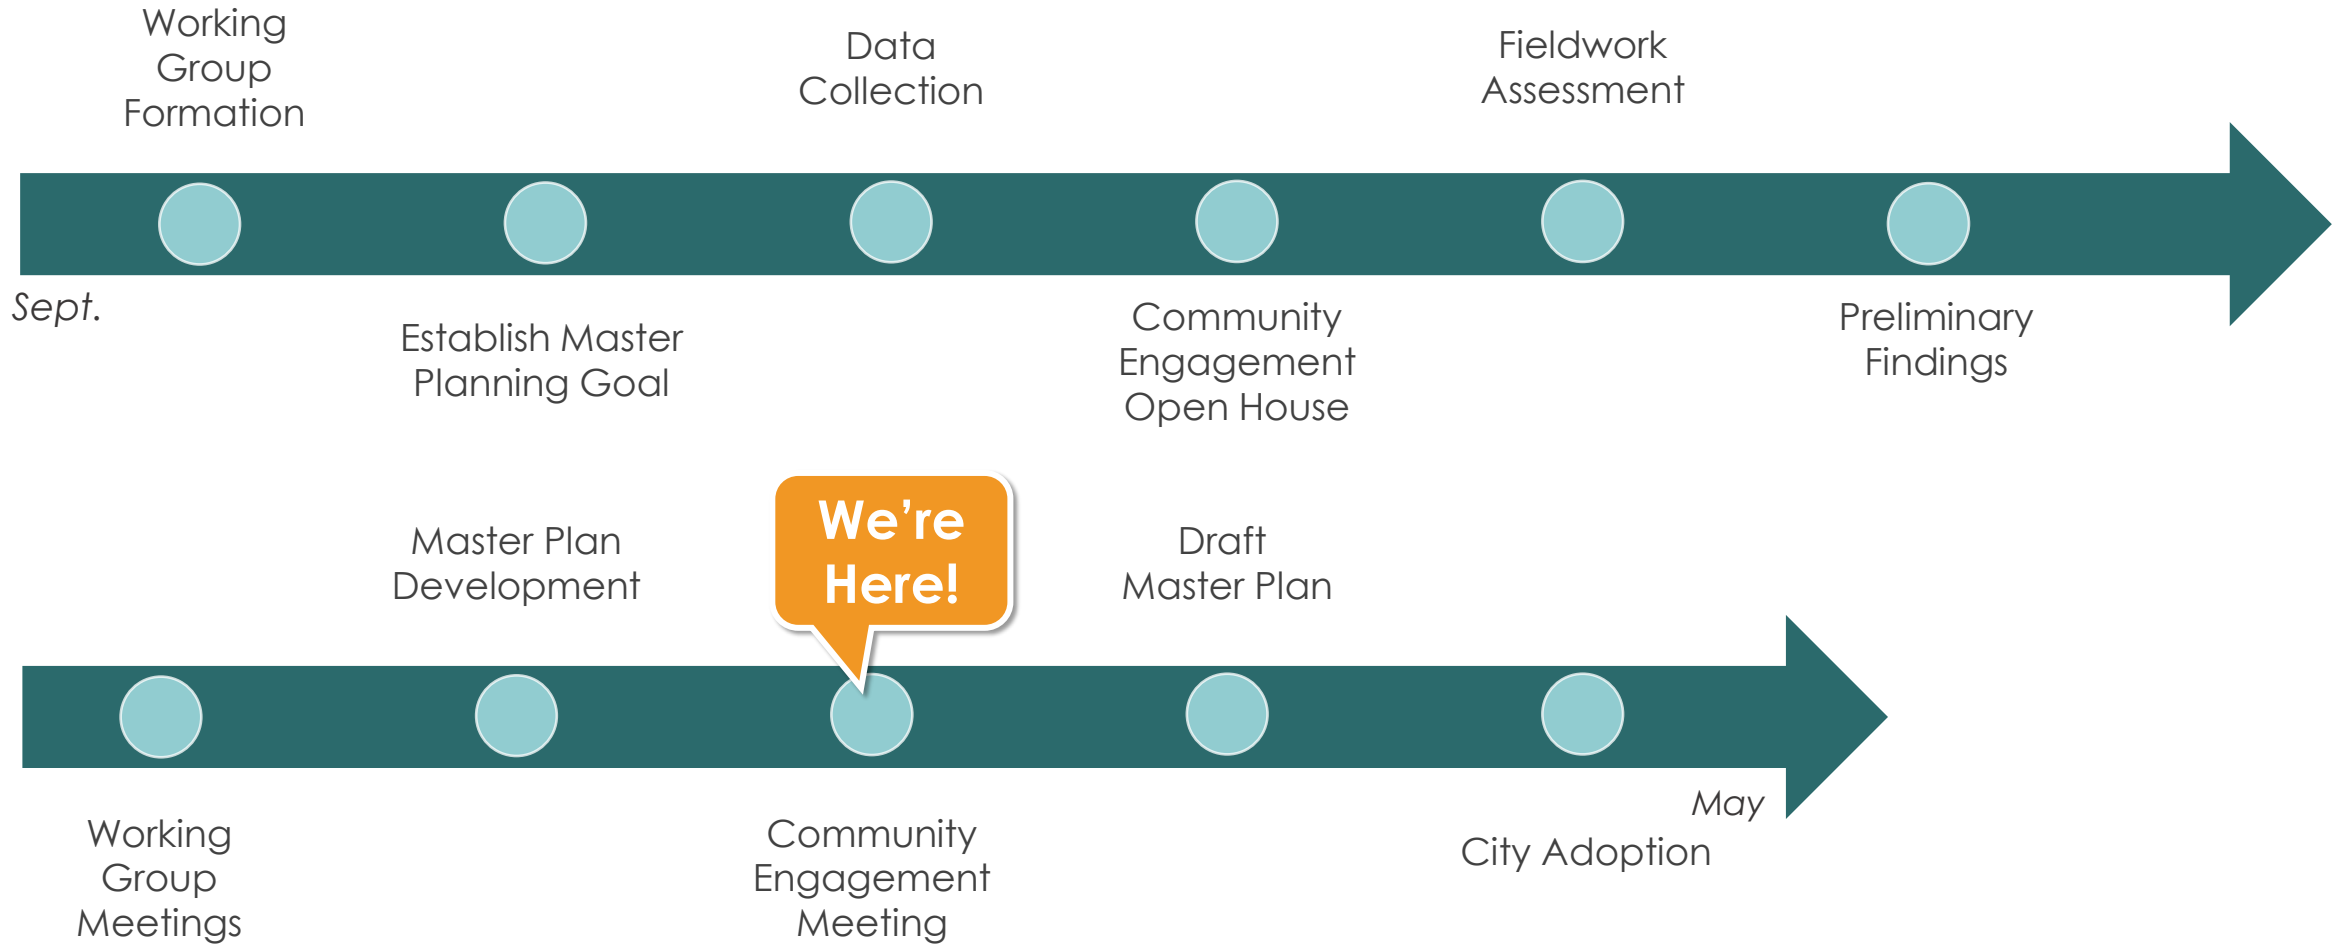 Working
Group
Formation
Data
Collection
Fieldwork
Assessment
Sept.
Establish Master
Planning Goal
Community
Engagement
Open House
Preliminary
Findings
Master Plan
Development
We’re
Here!
Draft
Master Plan
May
Working
Group
Meetings
Community
Engagement
Meeting
City Adoption